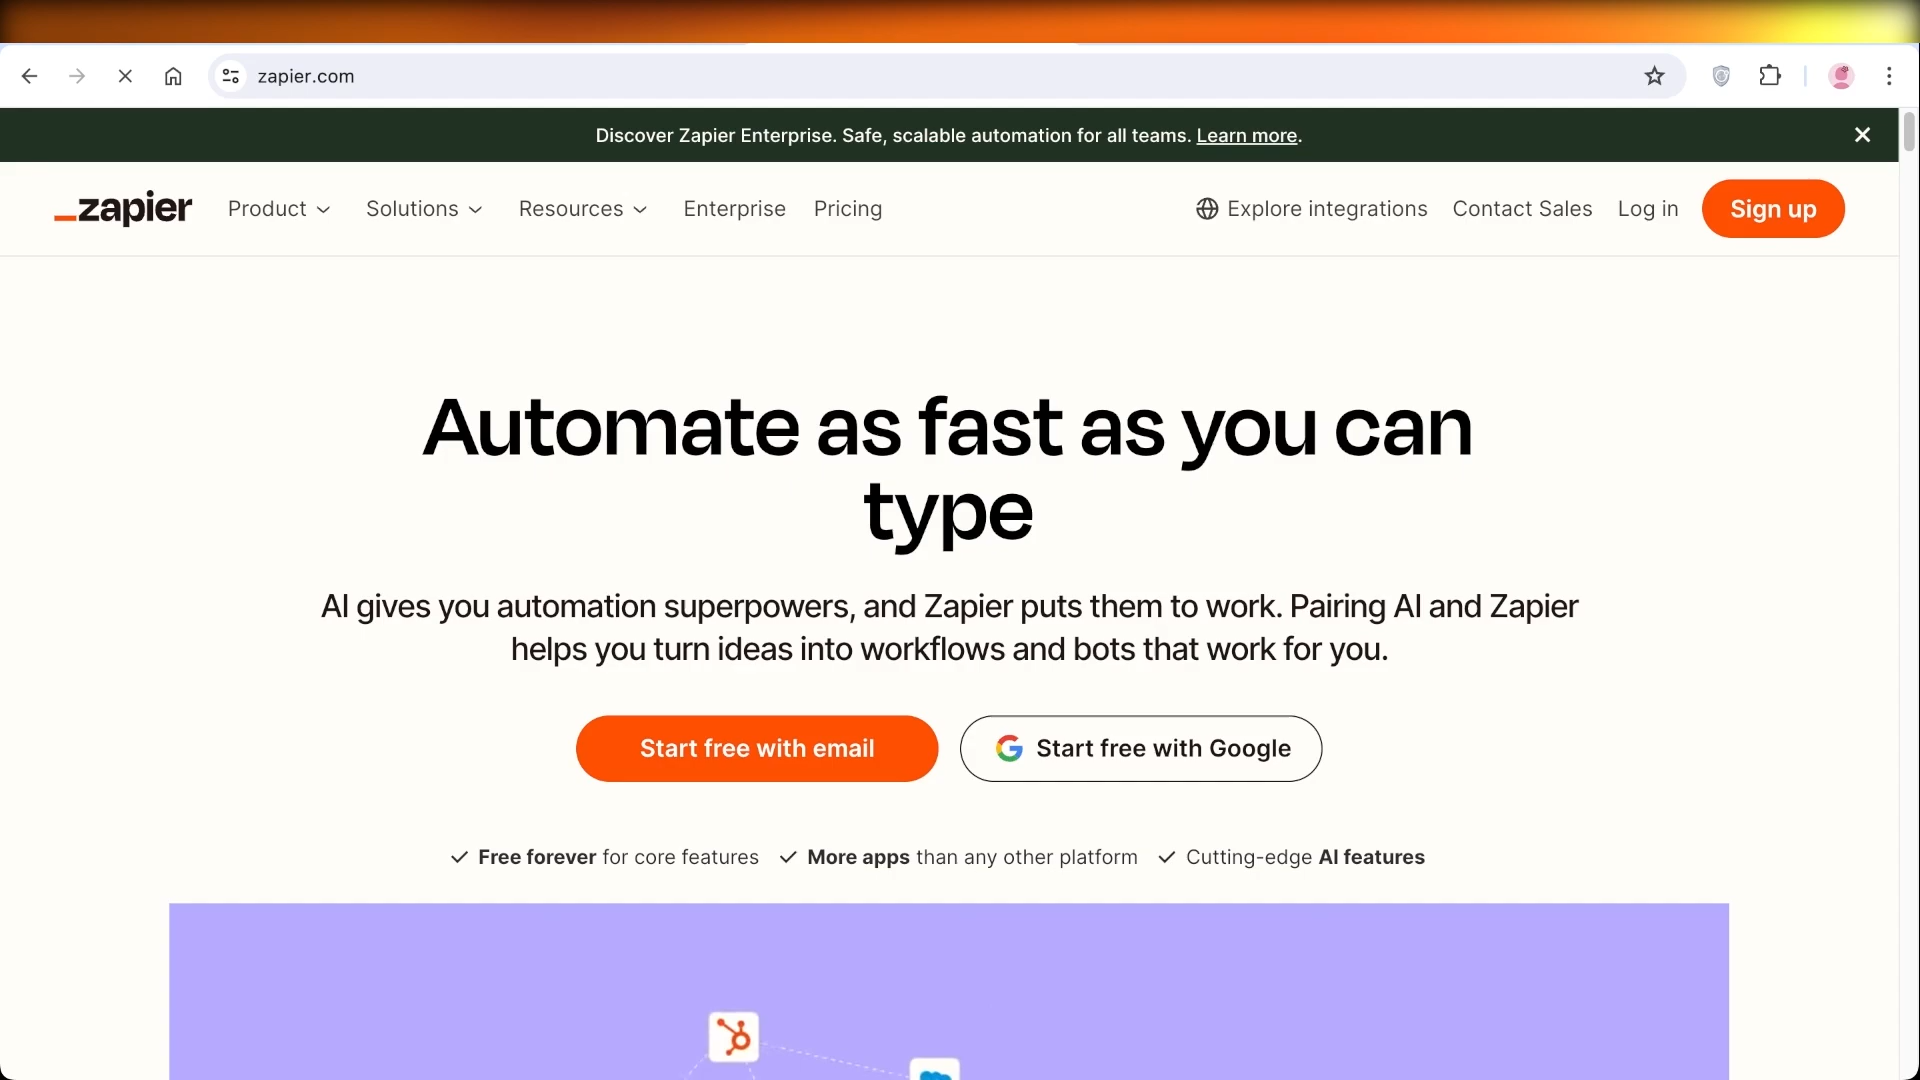 zapier.com
Discover Zapier Enterprise. Safe, scalable automation for all teams. Learn more.
zapier Product Solutions Resources Enterprise Pricing Explore integrations Contact Sales Log in Sign up
Automate as fast as you can
type
AI gives you automation superpowers, and Zapier puts them to work. Pairing AI and Zapier
helps you turn ideas into workflows and bots that work for you.
Start free with email Start free with Google
Free forever for core features More apps than any other platform Cutting-edge AI features